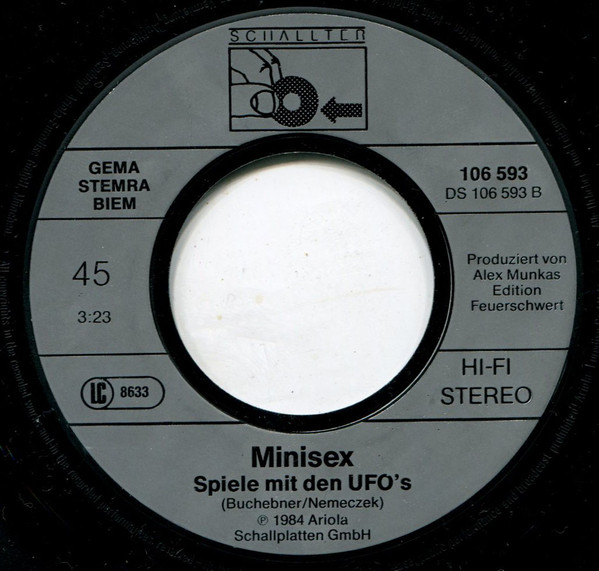 SCHALLTER
GEMA
STEMRA
BIEM
106 593
DS 106 593 B
45
3:23
Produziert von
Alex Munkas
Edition
Feuerschwert
LC 8633
HI-FI
STEREO
Minisex
Spiele mit den UFO's
(Buchebner/Nemeczek)
℗ 1984 Ariola
Schallplatten GmbH